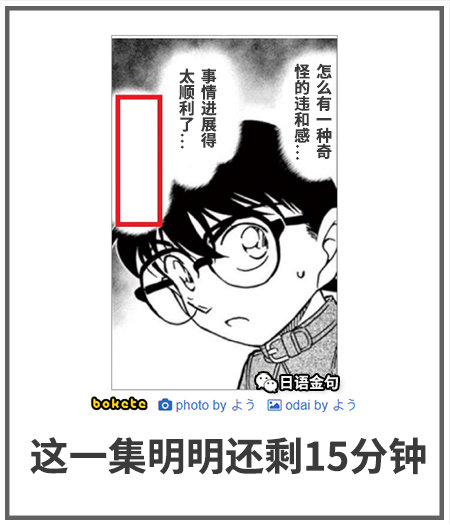 怎么有一种奇
怪的违和感…
事情进展得
太顺利了…
日语金句
bokete photo by よう odai by よう
这一集明明还剩15分钟